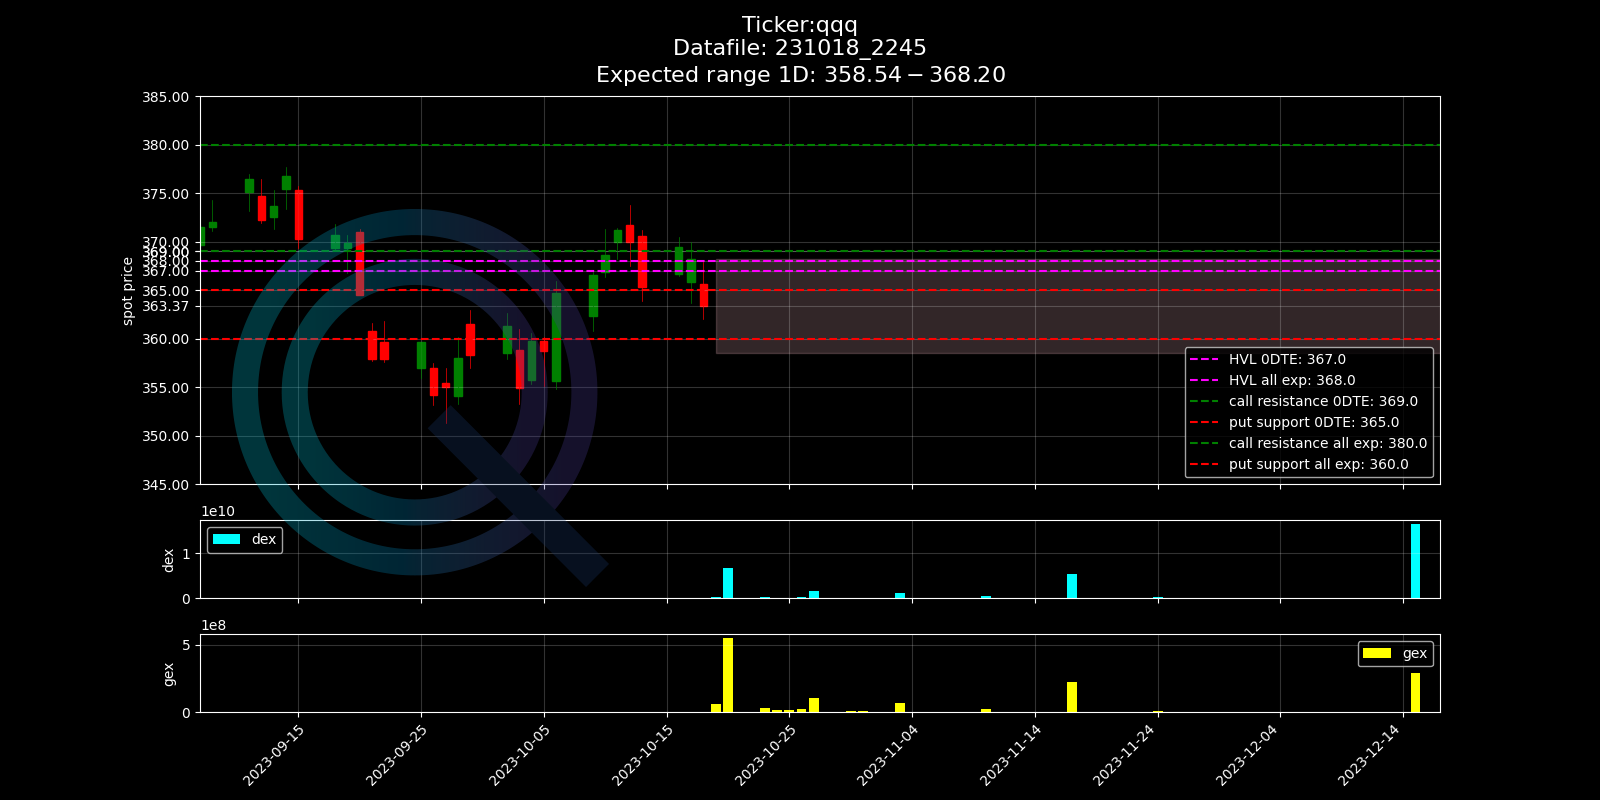 Ticker:qqq
Datafile: 231018_2245
Expected range 1D: 358.54 − 368.20
385.00
380.00
375.00
370.00
369.00
368.00
367.00
365.00
363.37
360.00
355.00
350.00
345.00
spot price
HVL 0DTE: 367.0
HVL all exp: 368.0
call resistance 0DTE: 369.0
put support 0DTE: 365.0
call resistance all exp: 380.0
put support all exp: 360.0
1e10
dex
1
0
dex
1e8
gex
5
0
gex
2023-09-15
2023-09-25
2023-10-05
2023-10-15
2023-10-25
2023-11-04
2023-11-14
2023-11-24
2023-12-04
2023-12-14